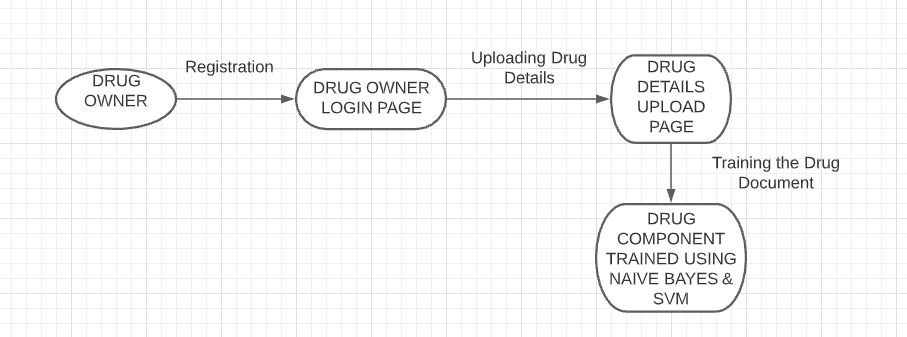 DRUG
OWNER
Registration
DRUG OWNER
LOGIN PAGE
Uploading Drug
Details
DRUG
DETAILS
UPLOAD
PAGE
Training the Drug
Document
DRUG
COMPONENT
TRAINED USING
NAIVE BAYES &
SVM